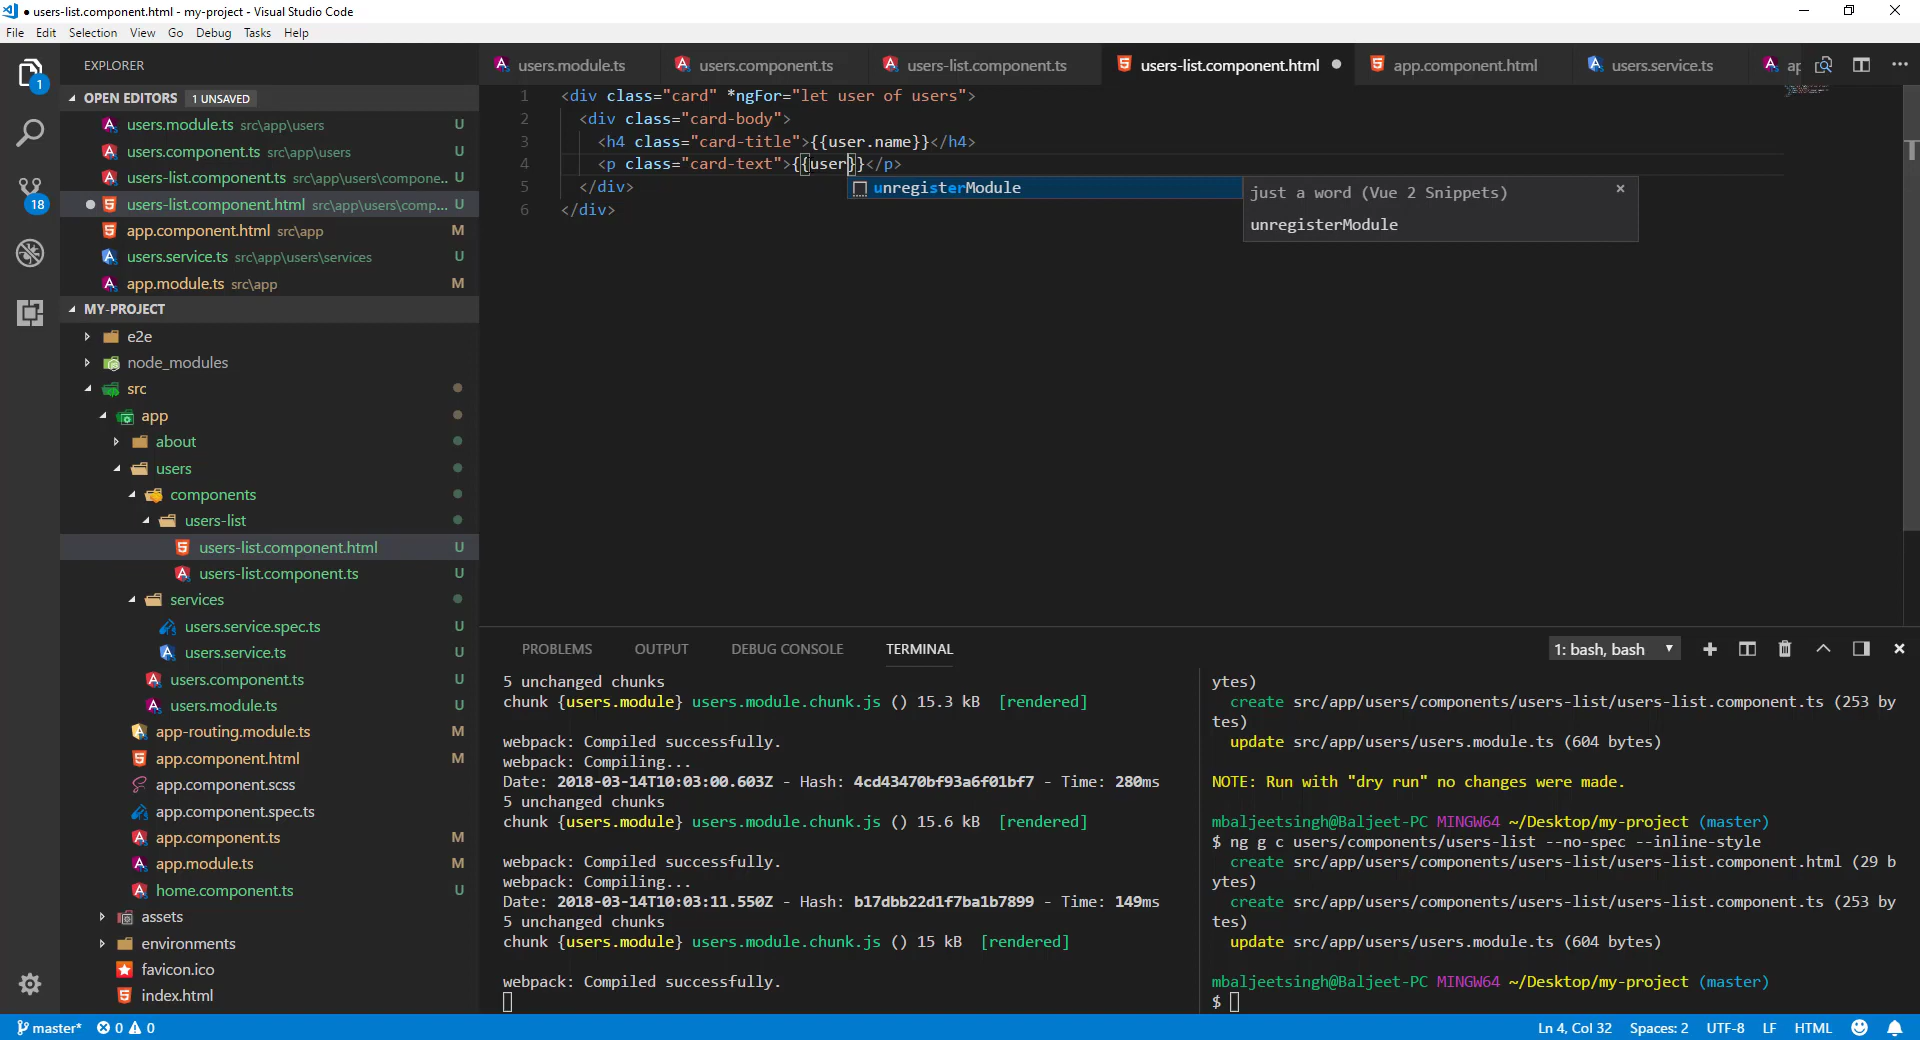 ● users-list.component.html - my-project - Visual Studio Code
File Edit Selection View Go Debug Tasks Help
EXPLORER
OPEN EDITORS 1 UNSAVED
users.module.ts src\app\users U
users.component.ts src\app\users U
users-list.component.ts src\app\users\compone... U
users-list.component.html src\app\users\comp... U
app.component.html src\app M
users.service.ts src\app\users\services U
app.module.ts src\app M
MY-PROJECT
e2e
node_modules
src
app
about
users
components
users-list
users-list.component.html U
users-list.component.ts U
services
users.service.spec.ts U
users.service.ts U
users.component.ts U
users.module.ts U
app-routing.module.ts M
app.component.html M
app.component.scss
app.component.spec.ts
app.component.ts M
app.module.ts M
home.component.ts U
assets
environments
favicon.ico
index.html
1
18
users.module.ts users.component.ts users-list.component.ts users-list.component.html ● app.component.html users.service.ts ap
1 <div class="card" *ngFor="let user of users">
2 <div class="card-body">
3 <h4 class="card-title">{{user.name}}</h4>
4 <p class="card-text">{{user}}</p>
5 </div>
6 </div>
unregisterModule
just a word (Vue 2 Snippets) ×
unregisterModule
PROBLEMS OUTPUT DEBUG CONSOLE TERMINAL 1: bash, bash
5 unchanged chunks
chunk {users.module} users.module.chunk.js () 15.3 kB [rendered]
webpack: Compiled successfully.
webpack: Compiling...
Date: 2018-03-14T10:03:00.603Z - Hash: 4cd43470bf93a6f01bf7 - Time: 280ms
5 unchanged chunks
chunk {users.module} users.module.chunk.js () 15.6 kB [rendered]
webpack: Compiled successfully.
webpack: Compiling...
Date: 2018-03-14T10:03:11.550Z - Hash: b17dbb22d1f7ba1b7899 - Time: 149ms
5 unchanged chunks
chunk {users.module} users.module.chunk.js () 15 kB [rendered]
webpack: Compiled successfully.
ytes)
create src/app/users/components/users-list/users-list.component.ts (253 by
tes)
update src/app/users/users.module.ts (604 bytes)
NOTE: Run with "dry run" no changes were made.
mbaljeetsingh@Baljeet-PC MINGW64 ~/Desktop/my-project (master)
$ ng g c users/components/users-list --no-spec --inline-style
create src/app/users/components/users-list/users-list.component.html (29 b
ytes)
create src/app/users/components/users-list/users-list.component.ts (253 by
tes)
update src/app/users/users.module.ts (604 bytes)
mbaljeetsingh@Baljeet-PC MINGW64 ~/Desktop/my-project (master)
$
master* 0 0 Ln 4, Col 32 Spaces: 2 UTF-8 LF HTML